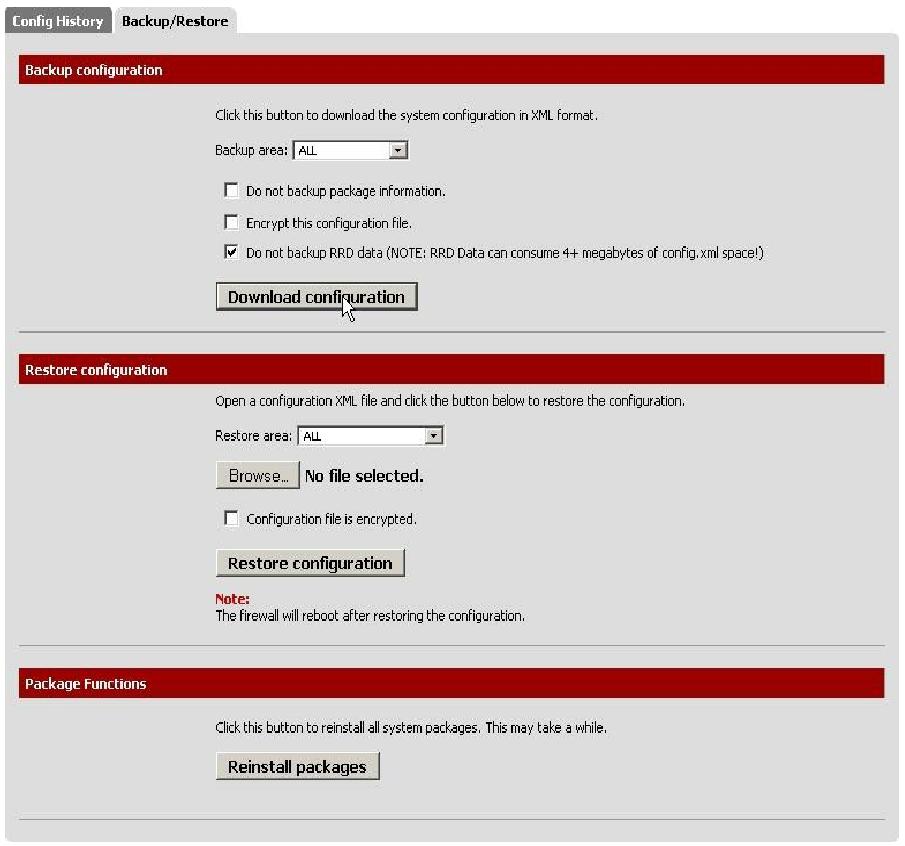 Config History
Backup/Restore
Backup configuration
Click this button to download the system configuration in XML format.
Backup area: ALL
Do not backup package information.
Encrypt this configuration file.
Do not backup RRD data (NOTE: RRD Data can consume 4+ megabytes of config.xml space!)
Download configuration
Restore configuration
Open a configuration XML file and click the button below to restore the configuration.
Restore area: ALL
Browse... No file selected.
Configuration file is encrypted.
Restore configuration
Note:
The firewall will reboot after restoring the configuration.
Package Functions
Click this button to reinstall all system packages. This may take a while.
Reinstall packages